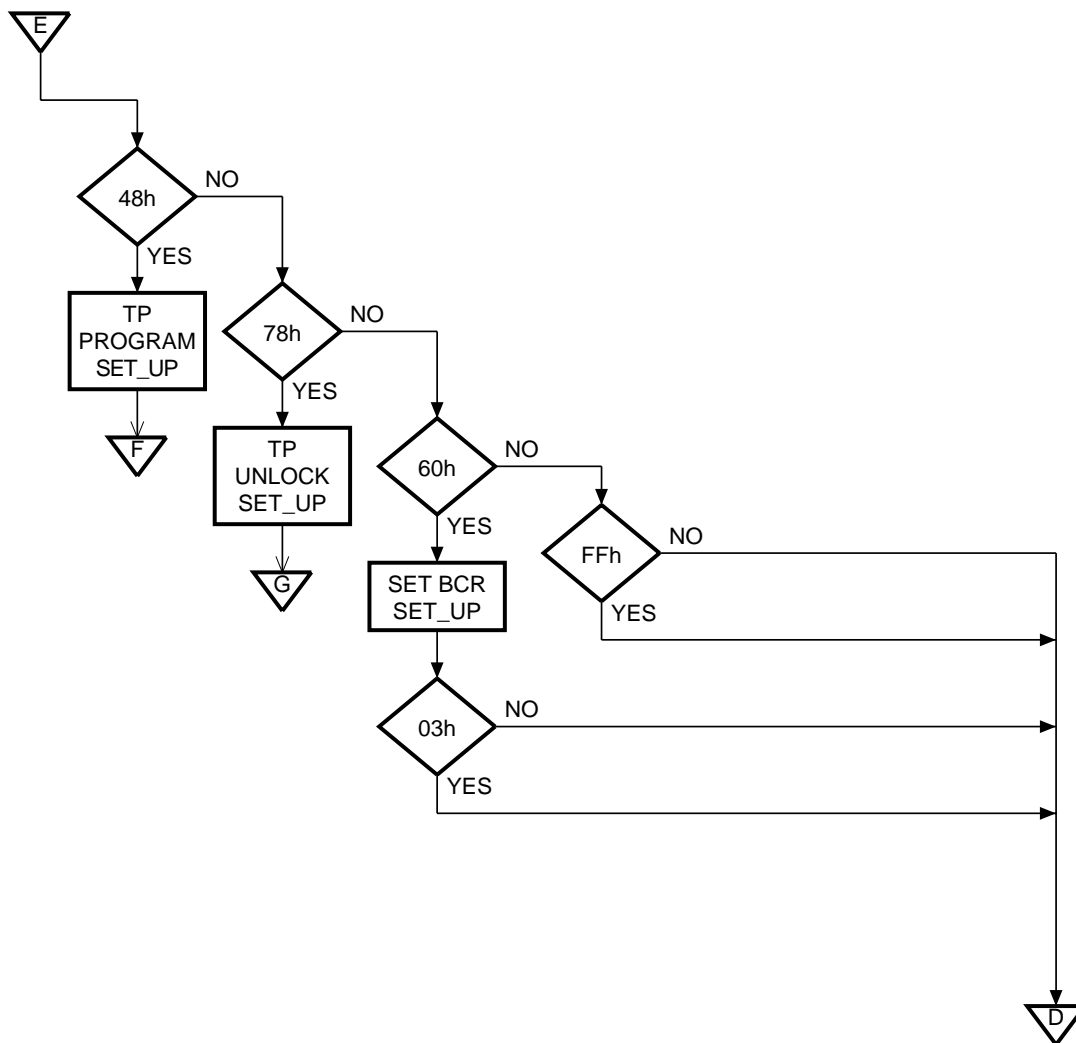 E
48h
NO
YES
TP
PROGRAM
SET_UP
F
78h
NO
YES
TP
UNLOCK
SET_UP
G
60h
NO
YES
SET BCR
SET_UP
FFh
NO
YES
03h
NO
YES
D